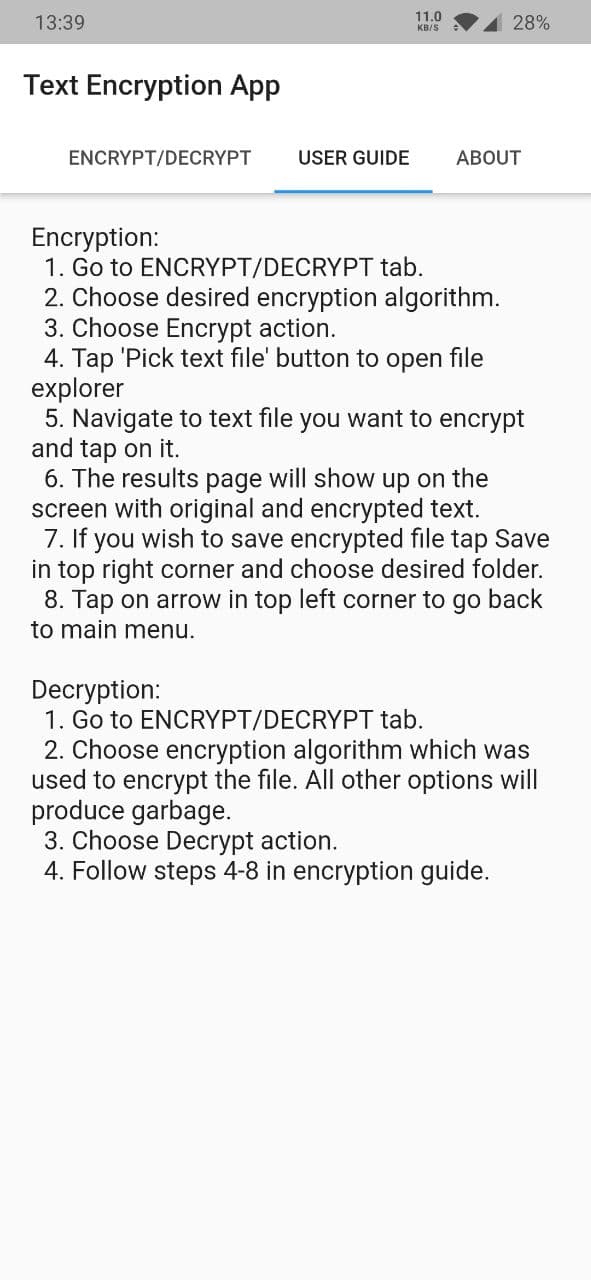 13:39
11.0
KB/S
28%
Text Encryption App
ENCRYPT/DECRYPT
USER GUIDE
ABOUT
Encryption:
1. Go to ENCRYPT/DECRYPT tab.
2. Choose desired encryption algorithm.
3. Choose Encrypt action.
4. Tap 'Pick text file' button to open file
explorer
5. Navigate to text file you want to encrypt
and tap on it.
6. The results page will show up on the
screen with original and encrypted text.
7. If you wish to save encrypted file tap Save
in top right corner and choose desired folder.
8. Tap on arrow in top left corner to go back
to main menu.
Decryption:
1. Go to ENCRYPT/DECRYPT tab.
2. Choose encryption algorithm which was
used to encrypt the file. All other options will
produce garbage.
3. Choose Decrypt action.
4. Follow steps 4-8 in encryption guide.